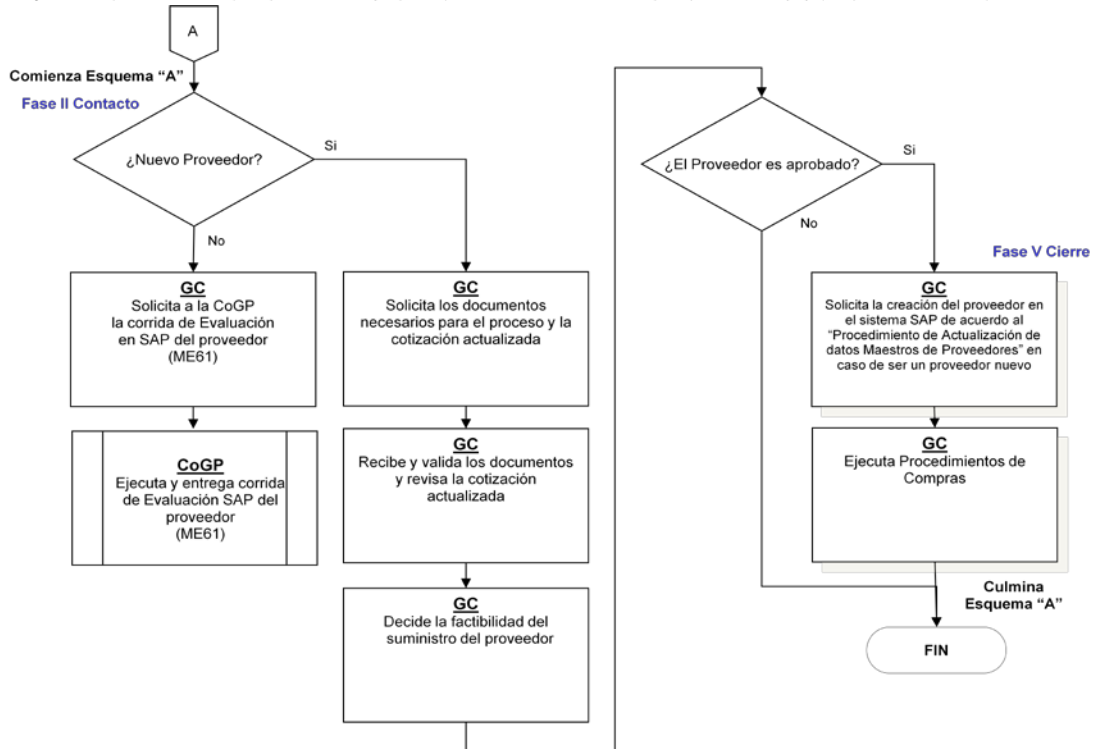 A
Comienza Esquema “A”
Fase II Contacto
¿Nuevo Proveedor?
Si
No
GC
Solicita a la CoGP
la corrida de Evaluación
en SAP del proveedor
(ME61)
CoGP
Ejecuta y entrega corrida
de Evaluación SAP del
proveedor
(ME61)
GC
Solicita los documentos
necesarios para el proceso y la
cotización actualizada
GC
Recibe y valida los documentos
y revisa la cotización
actualizada
GC
Decide la factibilidad del
suministro del proveedor
¿El Proveedor es aprobado?
Si
No
Fase V Cierre
GC
Solicita la creación del proveedor en
el sistema SAP de acuerdo al
“Procedimiento de Actualización de
datos Maestros de Proveedores” en
caso de ser un proveedor nuevo
GC
Ejecuta Procedimientos de
Compras
Culmina
Esquema “A”
FIN